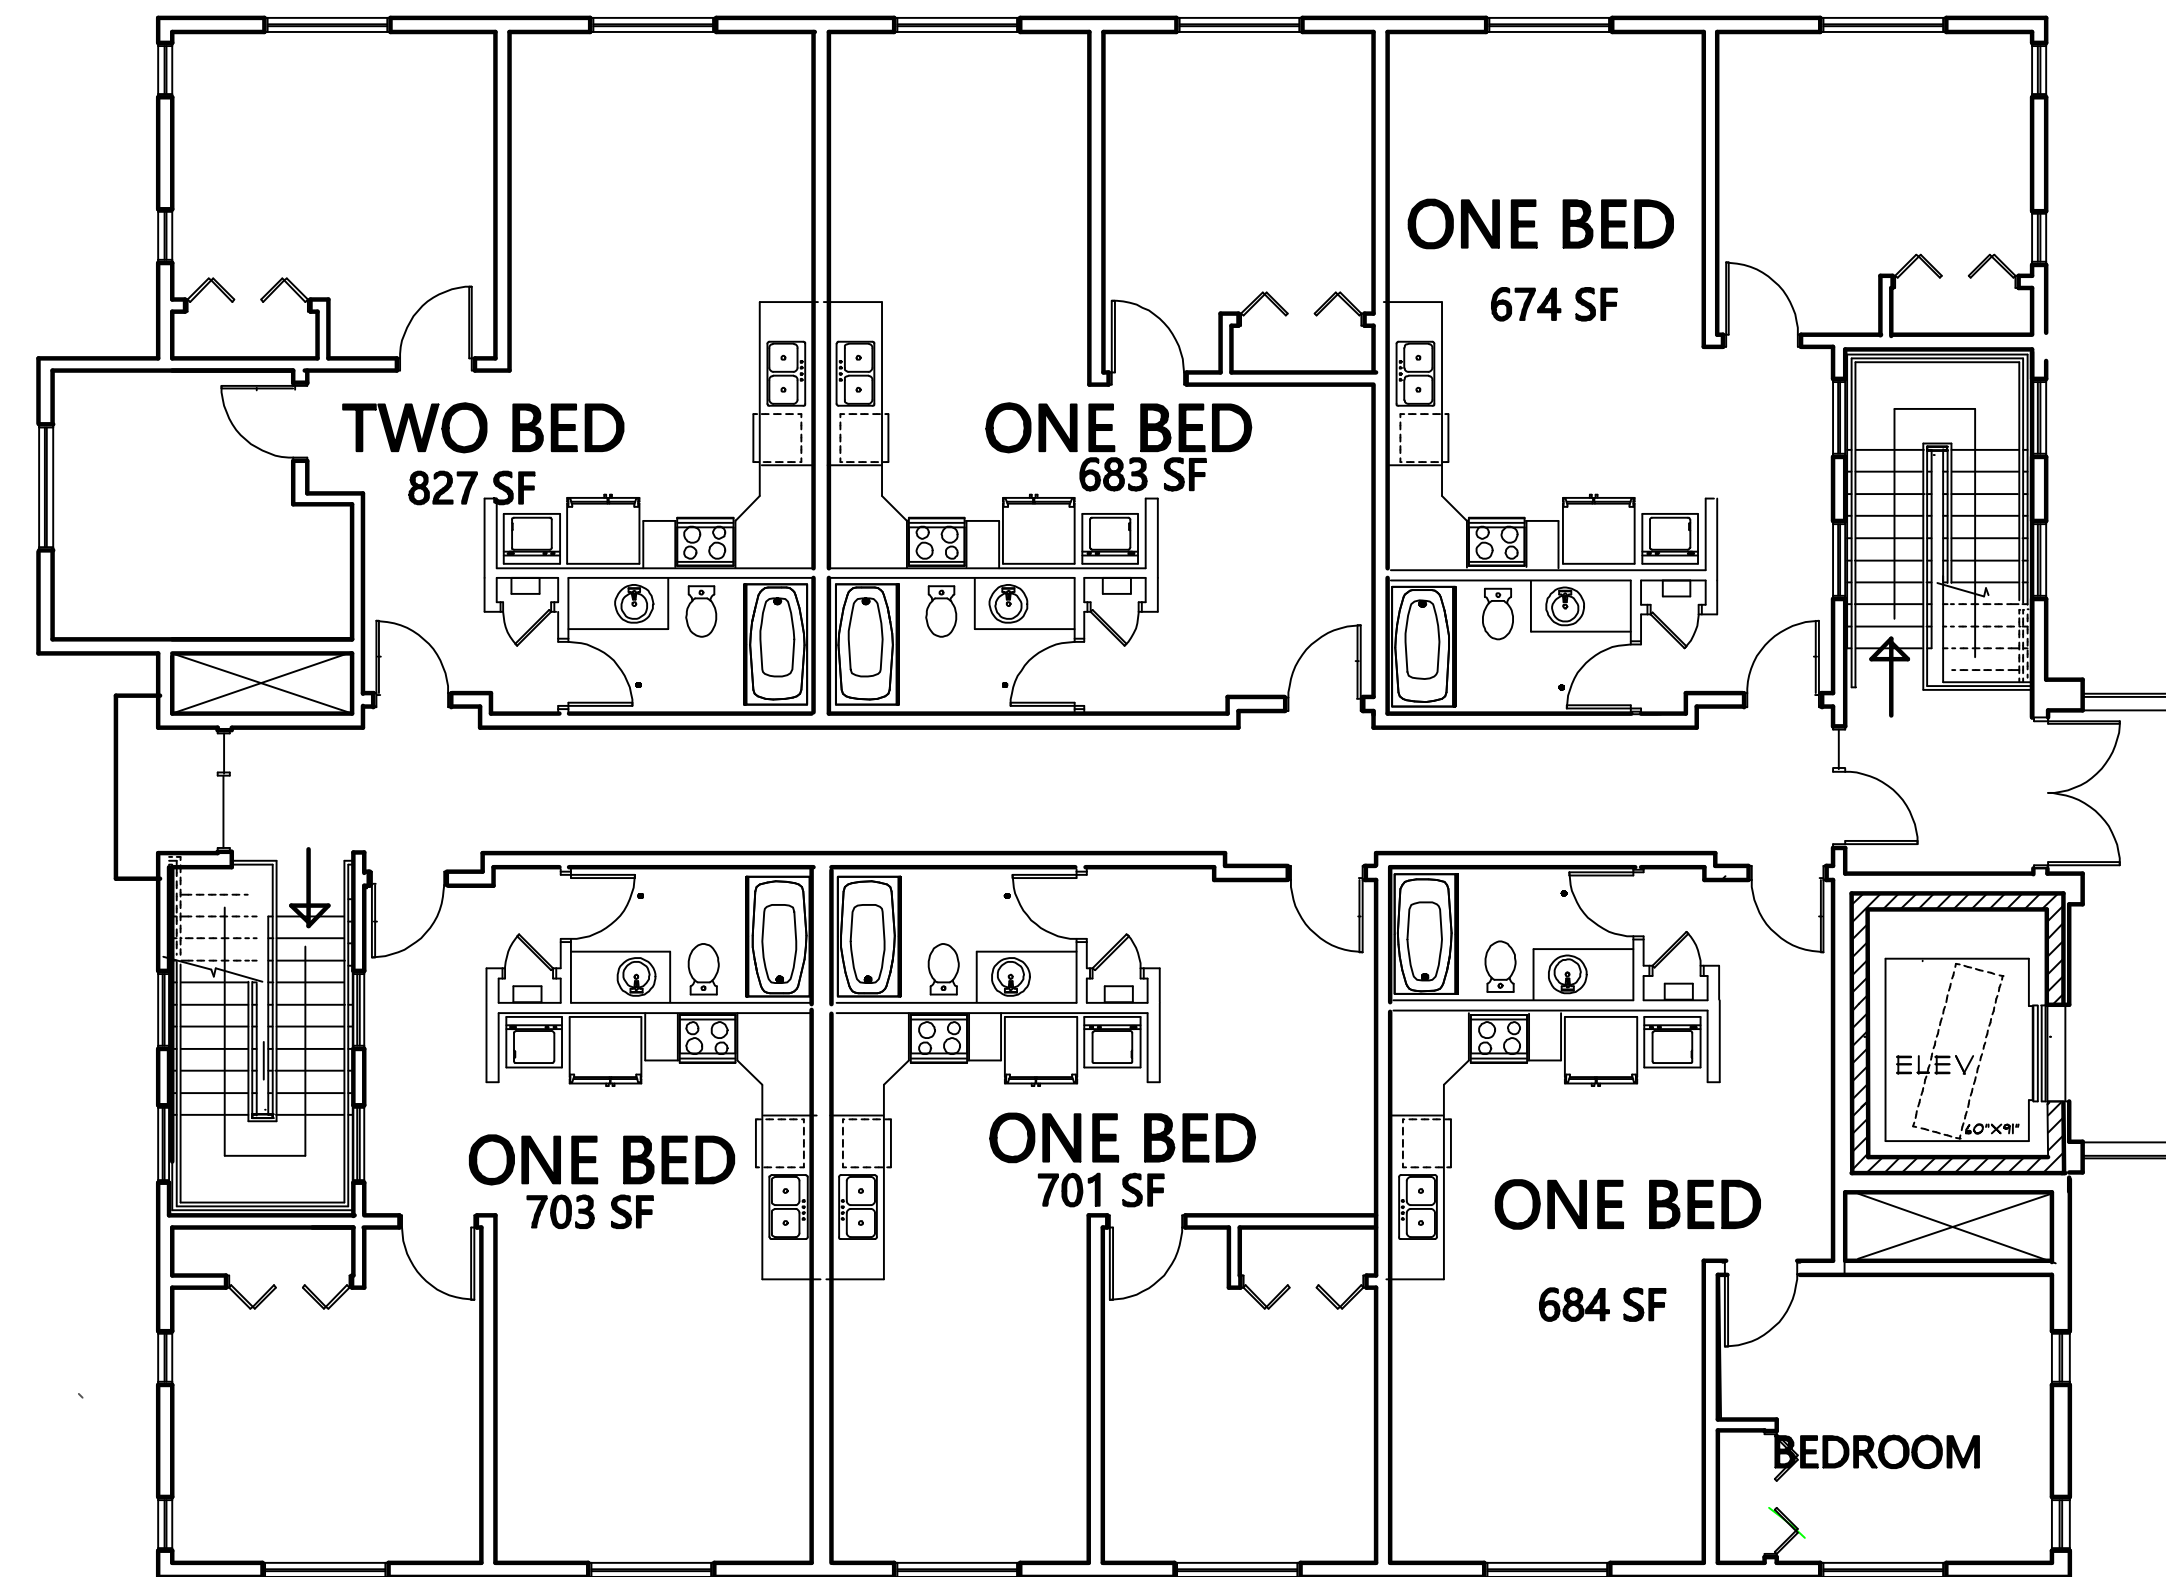 ONE BED
674 SF
TWO BED
827 SF
ONE BED
683 SF
ELEV
60"X91"
ONE BED
703 SF
ONE BED
701 SF
ONE BED
684 SF
BEDROOM